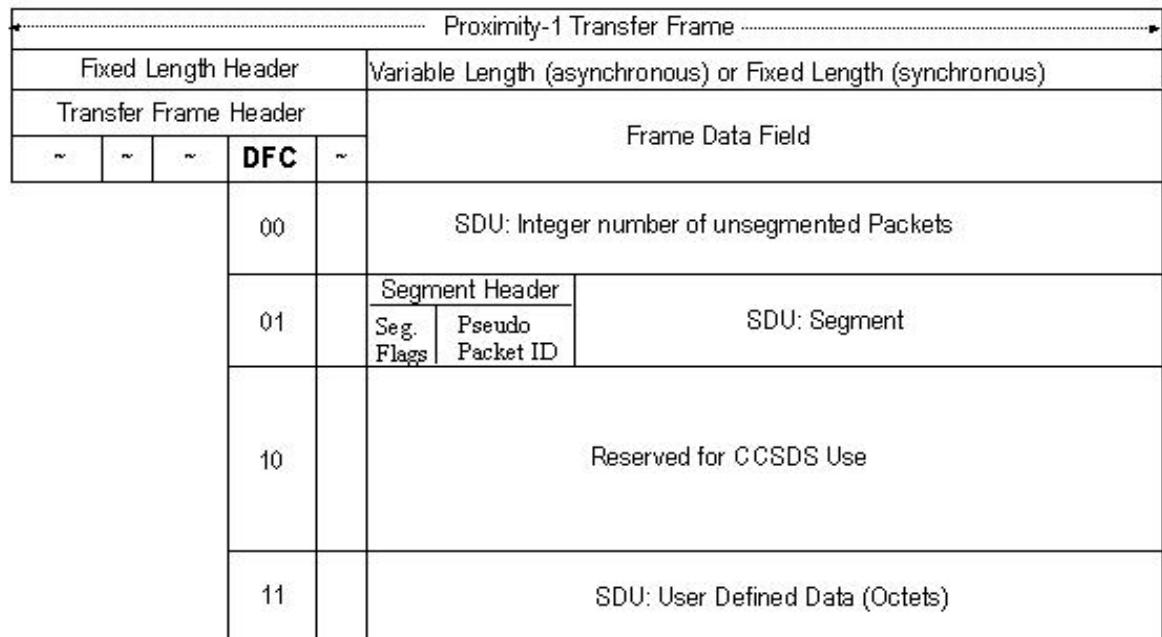 Proximity-1 Transfer Frame
Fixed Length Header
Variable Length (asynchronous) or Fixed Length (synchronous)
Transfer Frame Header
Frame Data Field
~ ~ ~ DFC ~
00
SDU: Integer number of unsegmented Packets
01
Segment Header
Seg. Flags
Pseudo Packet ID
SDU: Segment
10
Reserved for CCSDS Use
11
SDU: User Defined Data (Octets)